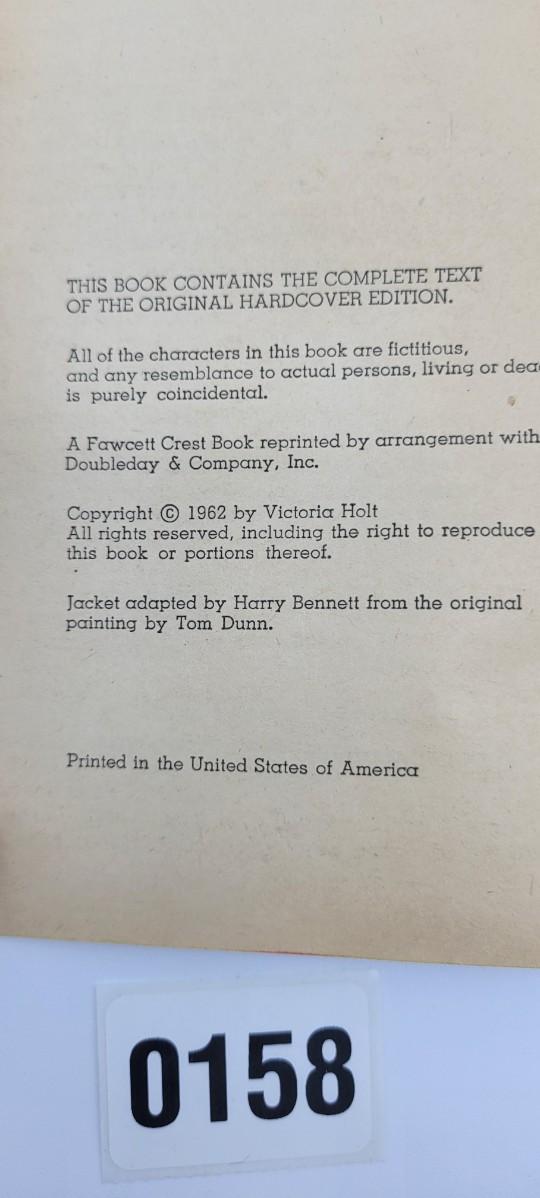 THIS BOOK CONTAINS THE COMPLETE TEXT
OF THE ORIGINAL HARDCOVER EDITION.
All of the characters in this book are fictitious,
and any resemblance to actual persons, living or
is purely coincidental.
A Fawcett Crest Book reprinted by arrangement with
Doubleday & Company, Inc.
Copyright © 1962 by Victoria Holt
All rights reserved, including the right to reproduce
this book or portions thereof.
Jacket adapted by Harry Bennett from the original
painting by Tom Dunn.
Printed in the United States of America
0158